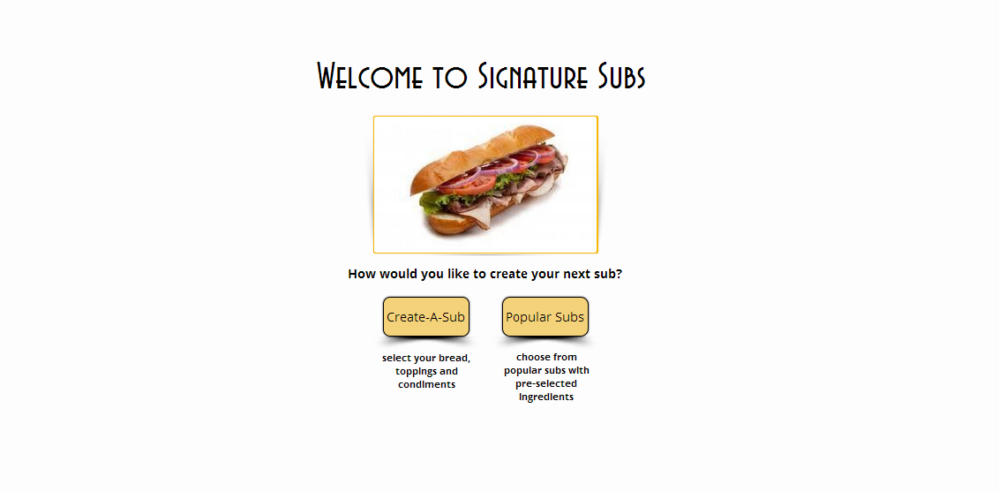 Welcome to Signature Subs
How would you like to create your next sub?
Create-A-Sub
Popular Subs
select your bread,
toppings and
condiments
choose from
popular subs with
pre-selected
ingredients